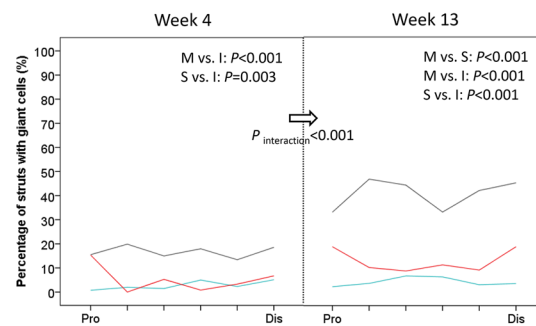 Week 4
Week 13
Percentage of struts with giant cells (%)
100
90
80
70
60
50
40
30
20
10
0
M vs. I: P<0.001
S vs. I: P=0.003
P interaction<0.001
M vs. S: P<0.001
M vs. I: P<0.001
S vs. I: P<0.001
Pro
Dis
Pro
Dis